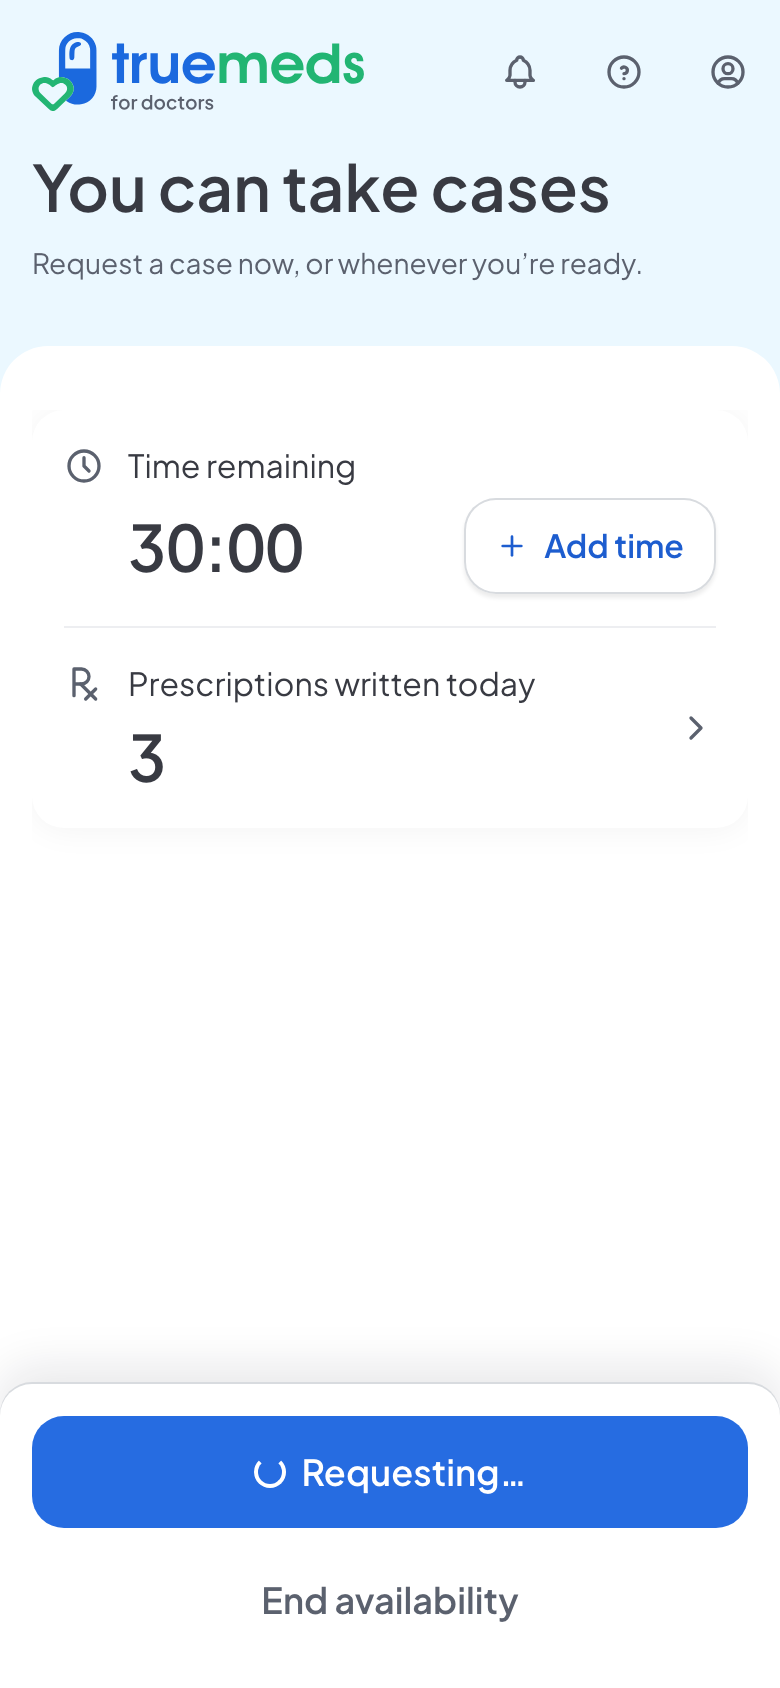 truemeds
for doctors
You can take cases
Request a case now, or whenever you’re ready.
Time remaining
30:00
+ Add time
Rx Prescriptions written today
3
Requesting...
End availability